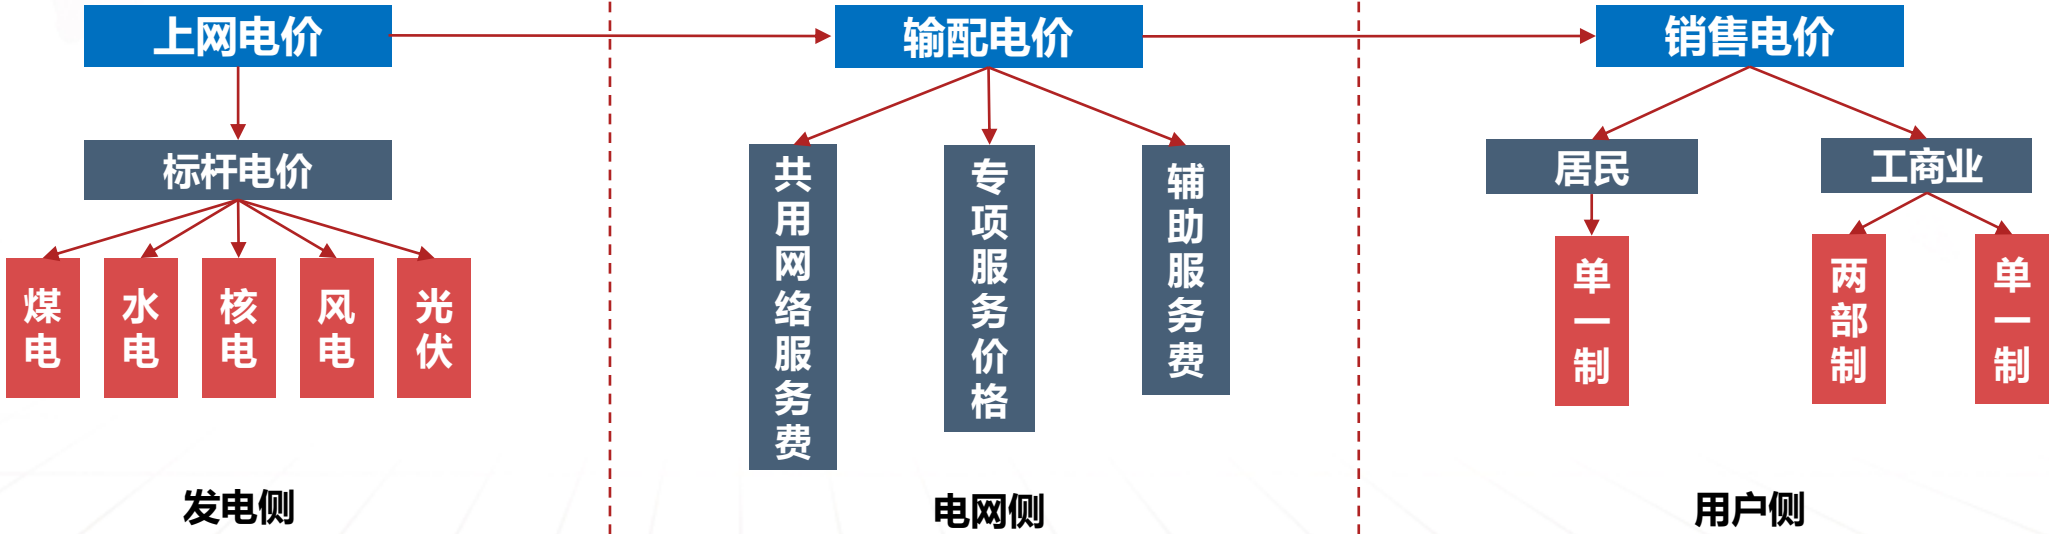 上网电价
输配电价
销售电价
标杆电价
居民
工商业
煤电
水电
核电
风电
光伏
共用网络服务费
专项服务价格
辅助服务费
单一制
两部制
单一制
发电侧
电网侧
用户侧